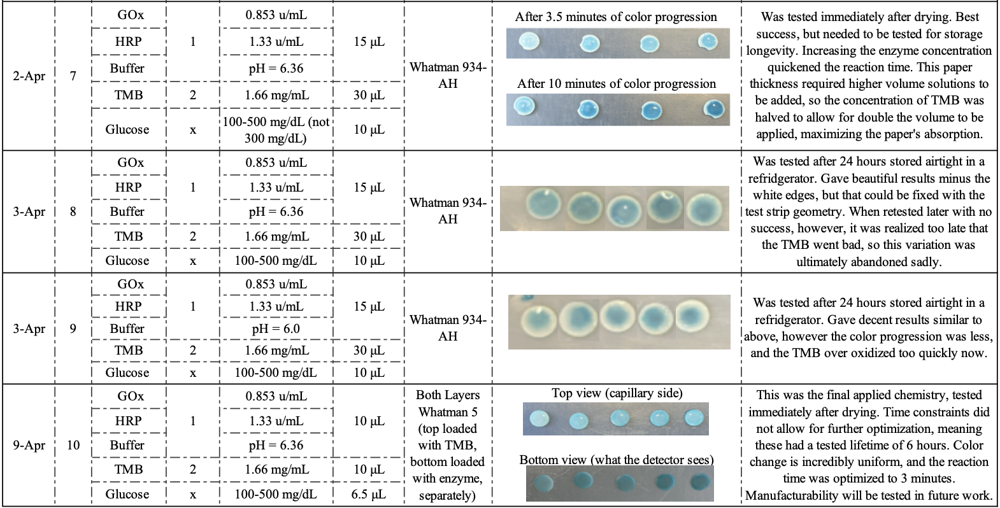 2-Apr
7
GOx
HRP
Buffer
1
0.853 u/mL
1.33 u/mL
pH = 6.36
15 μL
TMB
2
1.66 mg/mL
30 μL
Glucose
x
100-500 mg/dL (not
300 mg/dL)
10 μL
Whatman 934-
AH
After 3.5 minutes of color progression
After 10 minutes of color progression
Was tested immediately after drying. Best
success, but needed to be tested for storage
longevity. Increasing the enzyme concentration
quickened the reaction time. This paper
thickness required higher volume solutions to
be added, so the concentration of TMB was
halved to allow for double the volume to be
applied, maximizing the paper's absorption.
3-Apr
8
GOx
HRP
Buffer
1
0.853 u/mL
1.33 u/mL
pH = 6.36
15 μL
TMB
2
1.66 mg/mL
30 μL
Glucose
x
100-500 mg/dL
10 μL
Whatman 934-
AH
Was tested after 24 hours stored airtight in a
refridgerator. Gave beautiful results minus the
white edges, but that could be fixed with the
test strip geometry. When retested later with no
success, however, it was realized too late that
the TMB went bad, so this variation was
ultimately abandoned sadly.
3-Apr
9
GOx
HRP
Buffer
1
0.853 u/mL
1.33 u/mL
pH = 6.0
15 μL
TMB
2
1.66 mg/mL
30 μL
Glucose
x
100-500 mg/dL
10 μL
Whatman 934-
AH
Was tested after 24 hours stored airtight in a
refridgerator. Gave decent results similar to
above, however the color progression was less,
and the TMB over oxidized too quickly now.
9-Apr
10
GOx
HRP
Buffer
1
0.853 u/mL
1.33 u/mL
pH = 6.36
10 μL
TMB
2
1.66 mg/mL
10 μL
Glucose
x
100-500 mg/dL
6.5 μL
Both Layers
Whatman 5
(top loaded
with TMB,
bottom loaded
with enzyme,
separately)
Top view (capillary side)
Bottom view (what the detector sees)
This was the final applied chemistry, tested
immediately after drying. Time constraints did
not allow for further optimization, meaning
these had a tested lifetime of 6 hours. Color
change is incredibly uniform, and the reaction
time was optimized to 3 minutes.
Manufacturability will be tested in future work.